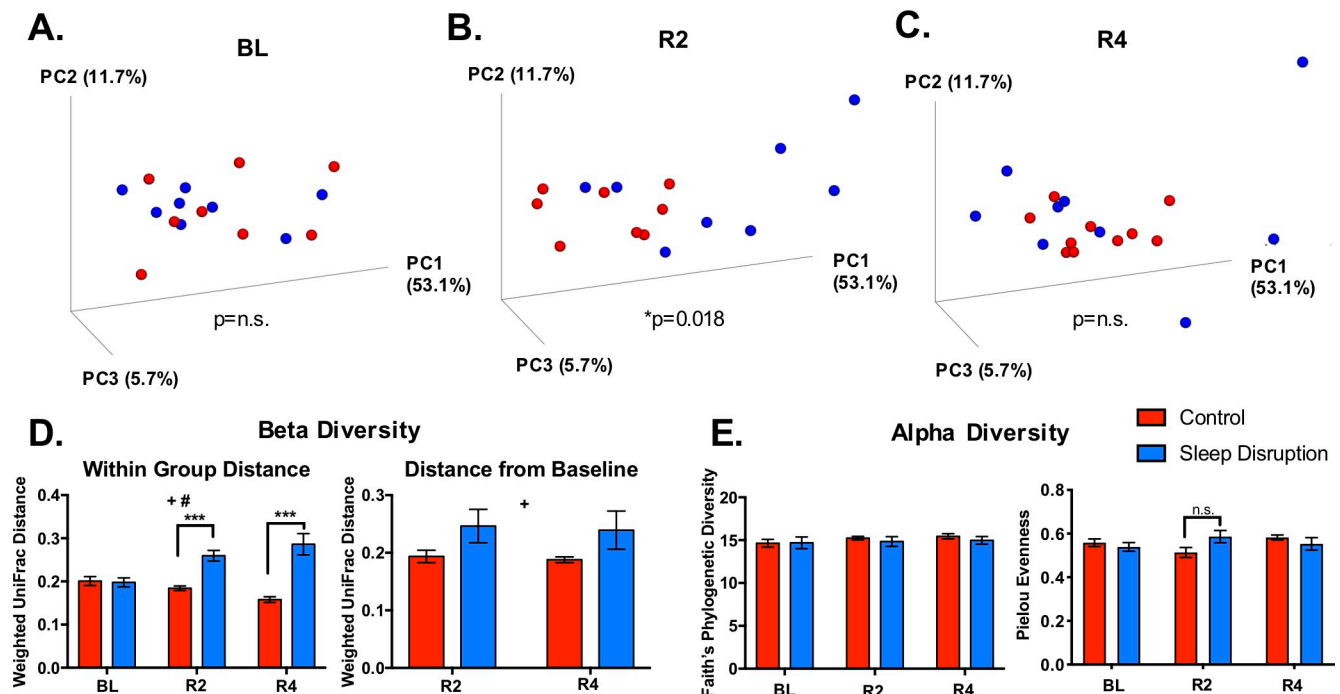 A.
BL
PC2 (11.7%)
PC1
(53.1%)
p=n.s.
PC3 (5.7%)
B.
R2
PC2 (11.7%)
PC1
(53.1%)
*p=0.018
PC3 (5.7%)
C.
R4
PC2 (11.7%)
PC1
(53.1%)
p=n.s.
PC3 (5.7%)
D.
Beta Diversity
Within Group Distance
Weighted UniFrac Distance
0.4
0.3
0.2
0.1
0.0
+ #
***
***
BL
R2
R4
Distance from Baseline
Weighted UniFrac Distance
0.3
0.2
0.1
0.0
+
R2
R4
E.
Alpha Diversity
Control
Sleep Disruption
Faith's Phylogenetic Diversity
20
15
10
5
0
BL
R2
R4
Pielou Evenness
0.8
0.6
0.4
0.2
0.0
n.s.
BL
R2
R4